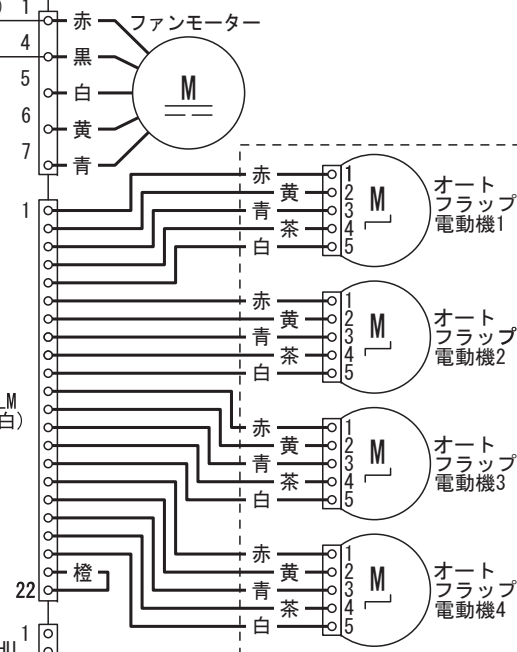 ) 1
赤
ファンモーター
4
黒
5
白
M
6
黄
7
青
1
赤
1
黄
2
青
3
茶
4
白
5
M
オート
フラップ
電動機1
赤
1
黄
2
青
3
茶
4
白
5
M
オート
フラップ
電動機2
LM
白)
赤
1
黄
2
青
3
茶
4
白
5
M
オート
フラップ
電動機3
赤
1
黄
2
青
3
茶
4
白
5
M
オート
フラップ
電動機4
橙
22
1
HU